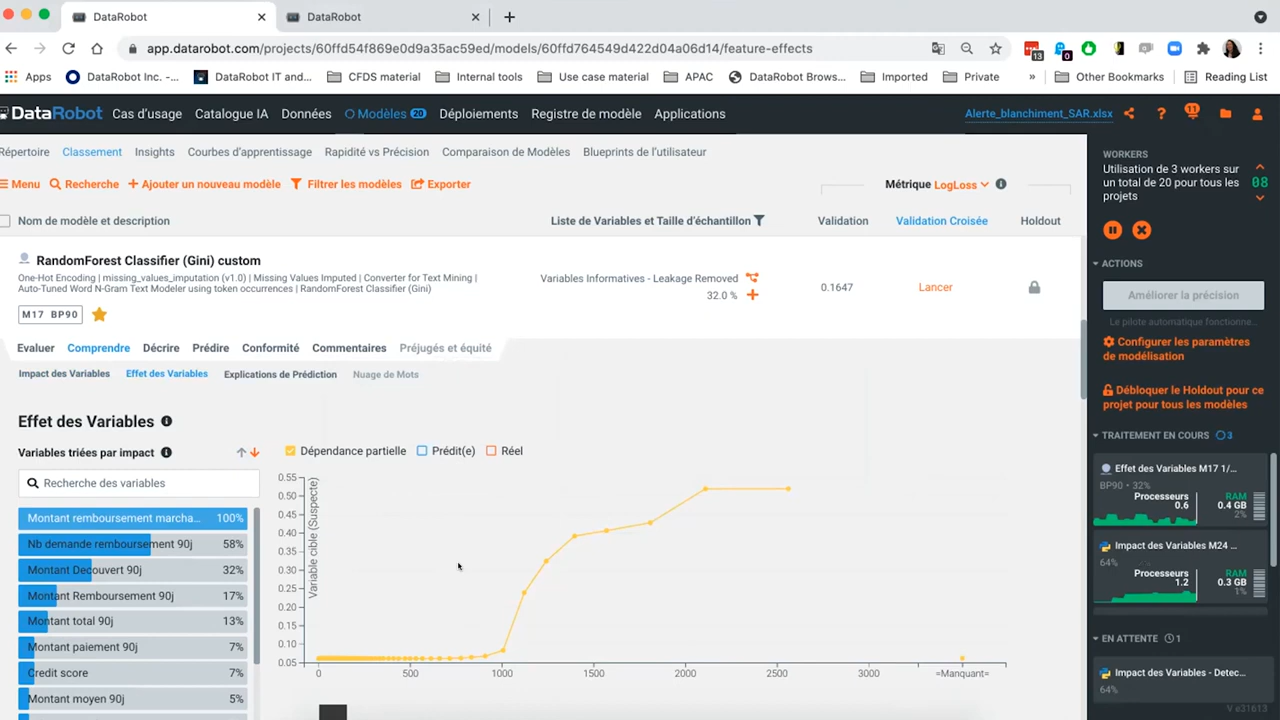 DataRobot
DataRobot
app.datarobot.com/projects/60ffd54f869e0d9a35ac59ed/models/60ffd764549d422d04a06d14/feature-effects
13
0
Apps
DataRobot Inc. -...
DataRobot IT and...
CFDS material
Internal tools
Use case material
APAC
DataRobot Brows...
Imported
Private
»
Other Bookmarks
Reading List
DataRobot
Cas d'usage
Catalogue IA
Données
Modèles 20
Déploiements
Registre de modèle
Applications
Alerte_blanchiment_SAR.xlsx
11
Répertoire
Classement
Insights
Courbes d'apprentissage
Rapidité vs Précision
Comparaison de Modèles
Blueprints de l'utilisateur
Menu
Recherche
Ajouter un nouveau modèle
Filtrer les modèles
Exporter
Métrique LogLoss
Nom de modèle et description
Liste de Variables et Taille d'échantillon
Validation
Validation Croisée
Holdout
RandomForest Classifier (Gini) custom
One-Hot Encoding | missing_values_imputation (v1.0) | Missing Values Imputed | Converter for Text Mining |
Auto-Tuned Word N-Gram Text Modeler using token occurrences | RandomForest Classifier (Gini)
M17 BP90
Variables Informatives - Leakage Removed
32.0 %
0.1647
Lancer
Evaluer
Comprendre
Décrire
Prédire
Conformité
Commentaires
Préjugés et équité
Impact des Variables
Effet des Variables
Explications de Prédiction
Nuage de Mots
Effet des Variables
Variables triées par impact
Recherche des variables
Montant remboursement marcha... 100%
Nb demande remboursement 90j 58%
Montant Decouvert 90j 32%
Montant Remboursement 90j 17%
Montant total 90j 13%
Montant paiement 90j 7%
Credit score 7%
Montant moyen 90j 5%
Dépendance partielle
Prédit(e)
Réel
Variable cible (Suspecte)
0.55
0.50
0.45
0.40
0.35
0.30
0.25
0.20
0.15
0.10
0.05
0
500
1000
1500
2000
2500
3000
=Manquant=
WORKERS
Utilisation de 3 workers sur
un total de 20 pour tous les
projets
08
ACTIONS
Améliorer la précision
Le pilote automatique fonctionne...
Configurer les paramètres
de modélisation
Débloquer le Holdout pour ce
projet pour tous les modèles
TRAITEMENT EN COURS 3
Effet des Variables M17 1/...
BP90 • 32%
Processeurs
0.6
RAM
0.4 GB
2%
Impact des Variables M24 ...
64%
Processeurs
1.2
RAM
0.3 GB
1%
EN ATTENTE 1
Impact des Variables - Detec...
64%
V e31613